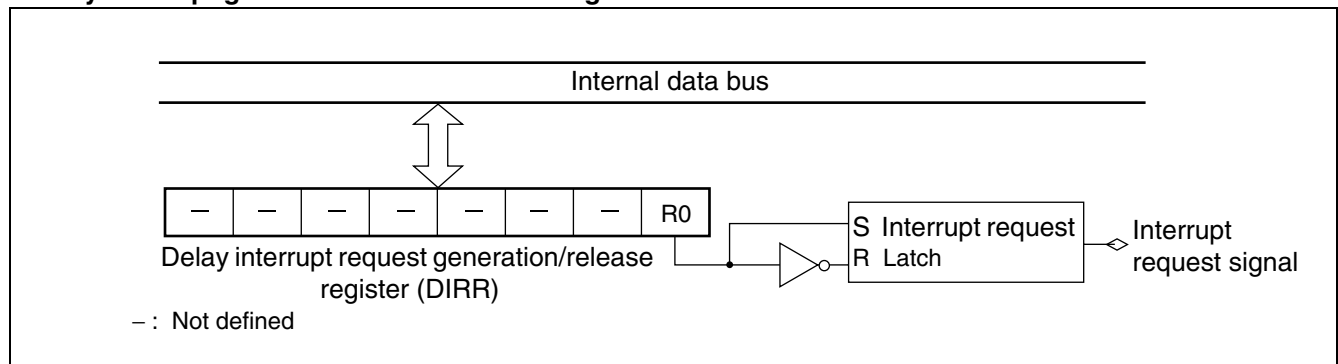 Internal data bus
– – – – – – – R0
S Interrupt request
R Latch
Interrupt
request signal
Delay interrupt request generation/release
register (DIRR)
– : Not defined